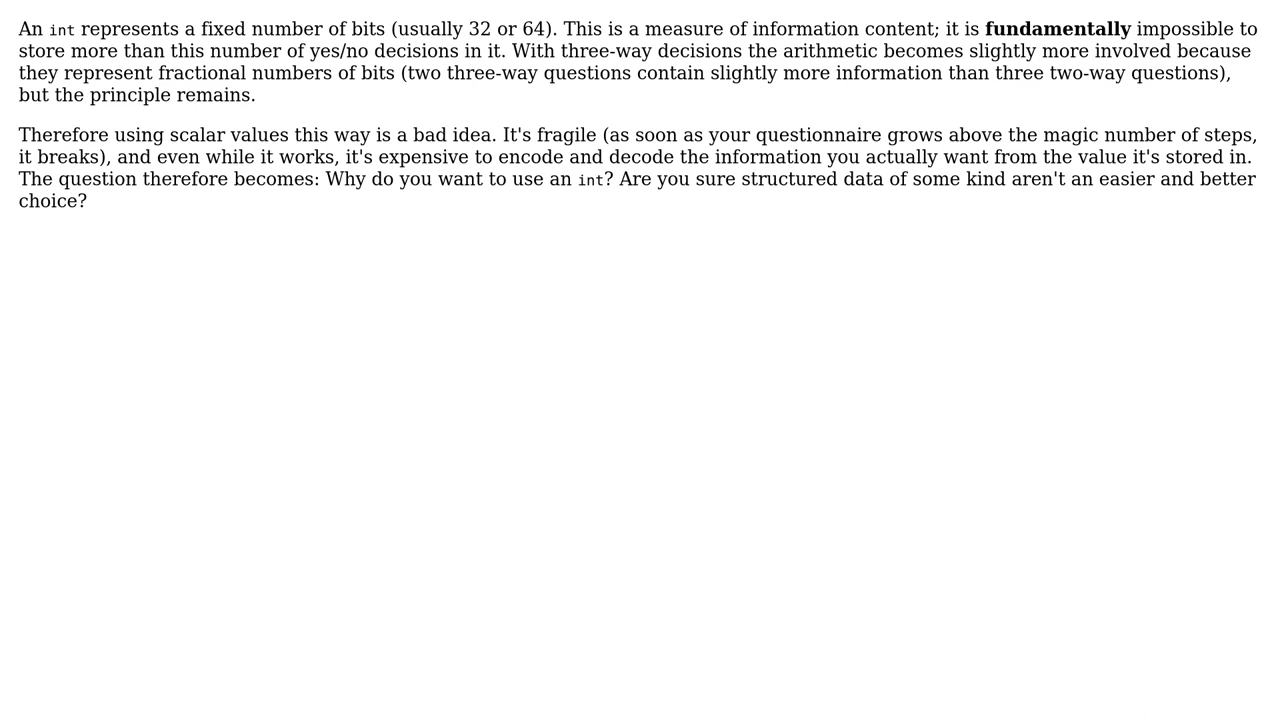 An int represents a fixed number of bits (usually 32 or 64). This is a measure of information content; it is fundamentally impossible to
store more than this number of yes/no decisions in it. With three-way decisions the arithmetic becomes slightly more involved because
they represent fractional numbers of bits (two three-way questions contain slightly more information than three two-way questions),
but the principle remains.
Therefore using scalar values this way is a bad idea. It's fragile (as soon as your questionnaire grows above the magic number of steps,
it breaks), and even while it works, it's expensive to encode and decode the information you actually want from the value it's stored in.
The question therefore becomes: Why do you want to use an int? Are you sure structured data of some kind aren't an easier and better
choice?